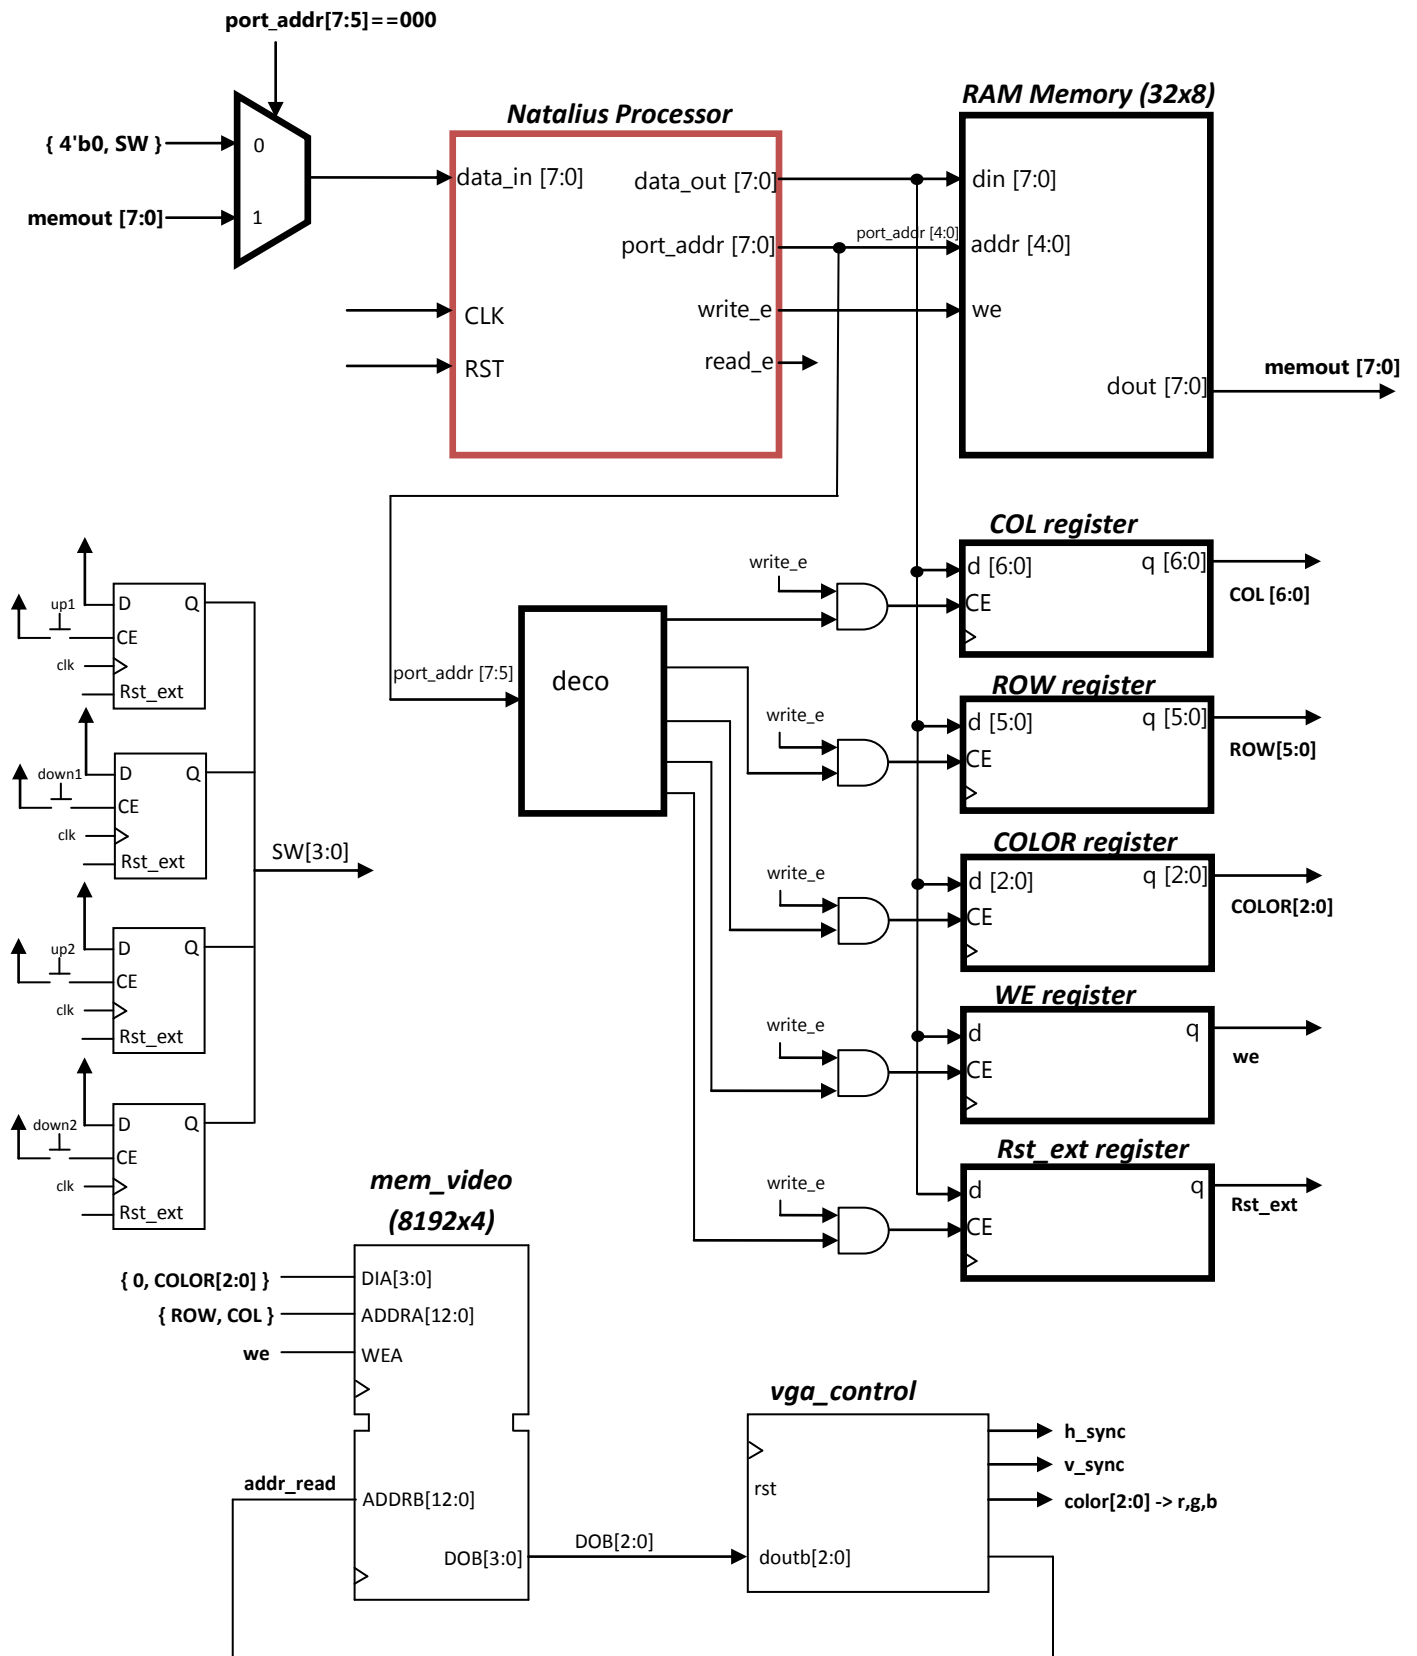 port_addr[7:5]==000
{ 4'b0, SW }
memout [7:0]
0
1
Natalius Processor
data_in [7:0]
data_out [7:0]
port_addr [7:0]
CLK
write_e
RST
read_e
RAM Memory (32x8)
din [7:0]
port_addr [4:0]
addr [4:0]
we
dout [7:0]
memout [7:0]
port_addr [7:5]
deco
write_e
COL register
d [6:0]
q [6:0]
CE
COL [6:0]
write_e
ROW register
d [5:0]
q [5:0]
CE
ROW[5:0]
write_e
COLOR register
d [2:0]
q [2:0]
CE
COLOR[2:0]
write_e
WE register
d
q
CE
we
write_e
Rst_ext register
d
q
CE
Rst_ext
D
Q
up1
CE
clk
Rst_ext
D
Q
down1
CE
clk
Rst_ext
SW[3:0]
D
Q
up2
CE
clk
Rst_ext
D
Q
down2
CE
clk
Rst_ext
mem_video
(8192x4)
{ 0, COLOR[2:0] }
DIA[3:0]
{ ROW, COL }
ADDRA[12:0]
we
WEA
addr_read
ADDRB[12:0]
DOB[3:0]
DOB[2:0]
vga_control
rst
doutb[2:0]
h_sync
v_sync
color[2:0] -> r,g,b